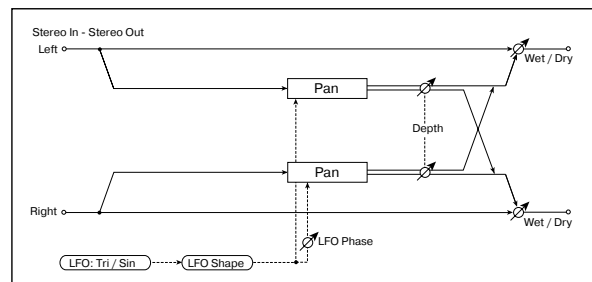 Stereo In - Stereo Out
Left
Wet / Dry
Pan
Depth
Pan
Right
Wet / Dry
LFO Phase
LFO: Tri / Sin
LFO Shape